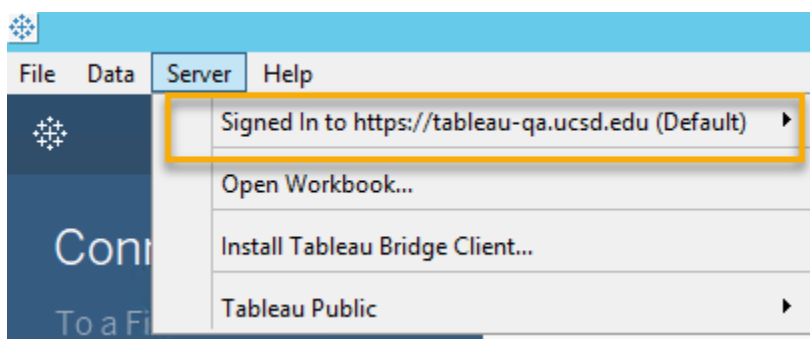 File Data Server Help
Signed In to https://tableau-qa.ucsd.edu (Default)
Open Workbook...
Install Tableau Bridge Client...
Tableau Public
To a